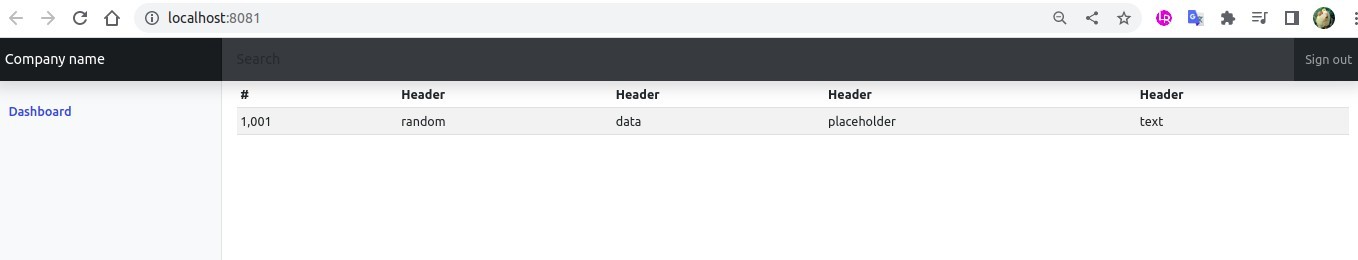 localhost:8081
Company name
Search
Sign out
Dashboard
# Header Header Header Header
1,001 random data placeholder text